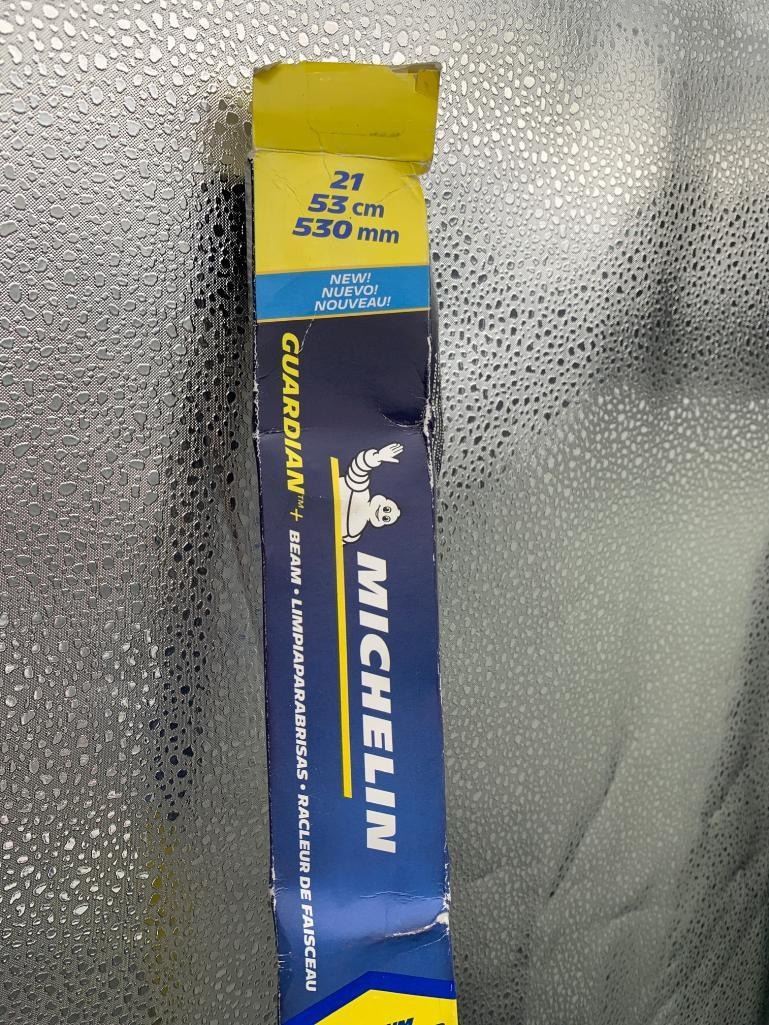 21
53 cm
530 mm
NEW!
NUEVO!
NOUVEAU!
MICHELIN
GUARDIAN™+ BEAM • LIMPIAPARABRISAS • RACLEUR DE FAISCEAU